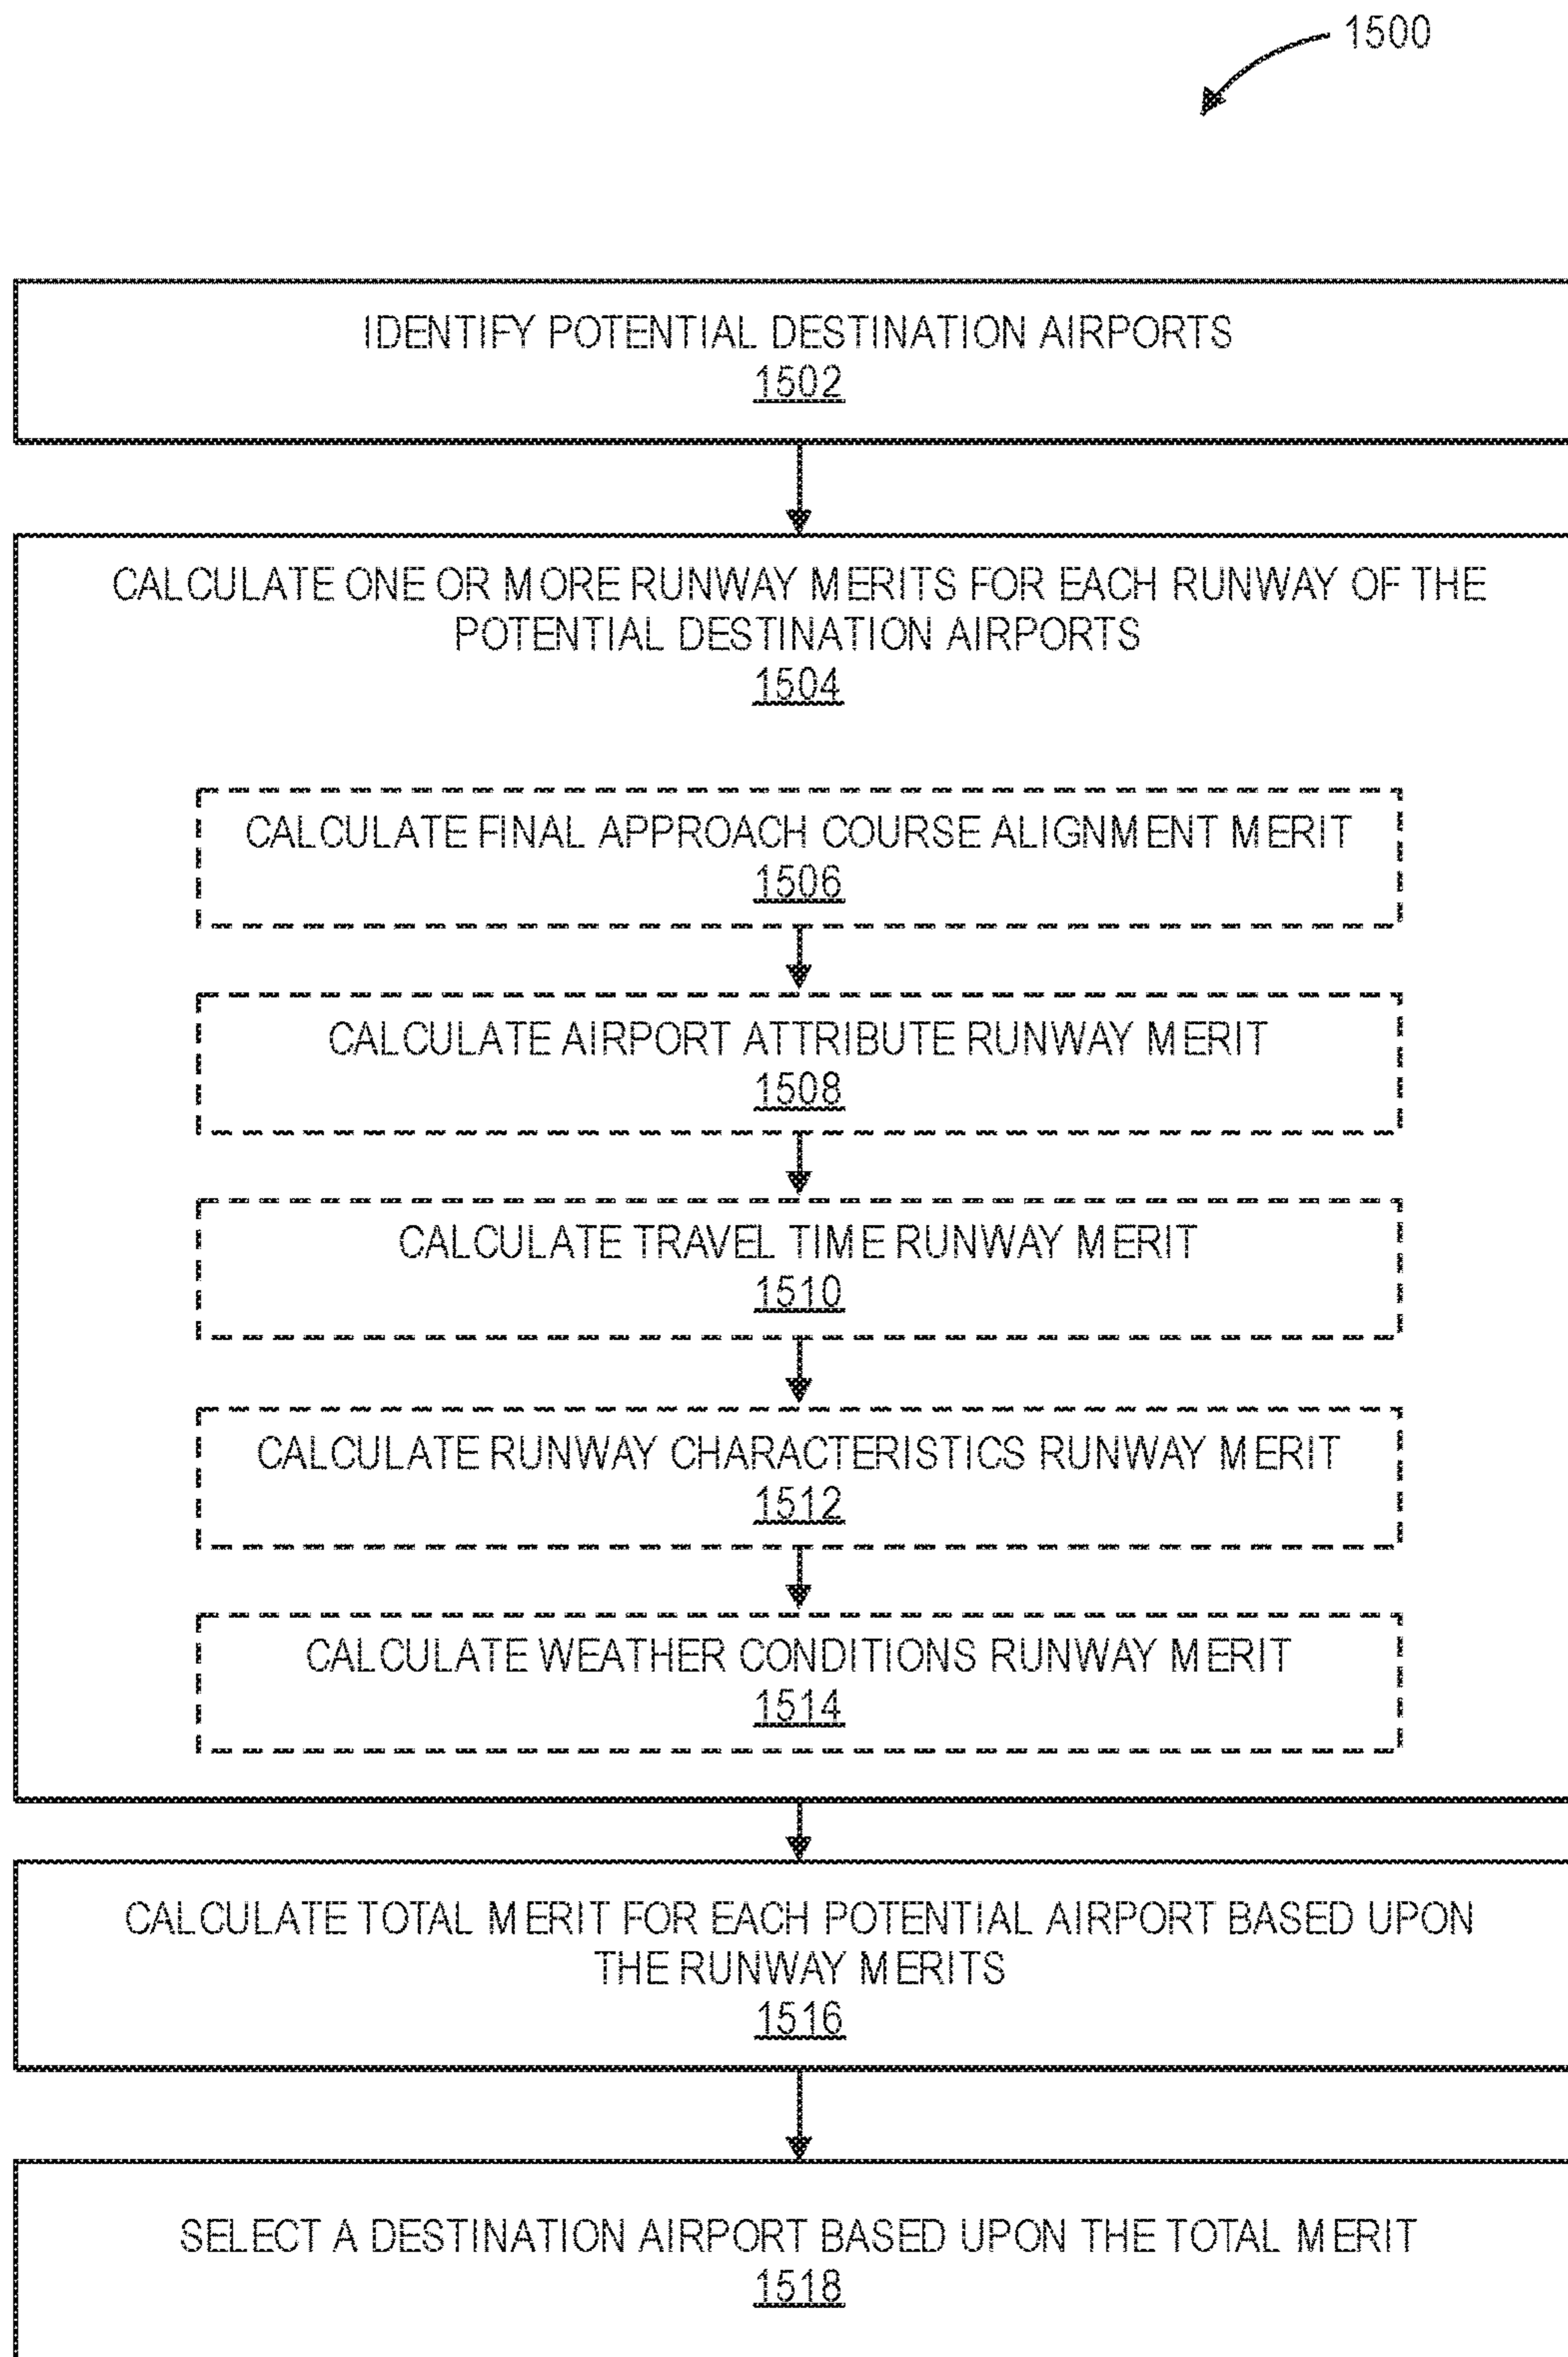 1500
IDENTIFY POTENTIAL DESTINATION AIRPORTS
1502
CALCULATE ONE OR MORE RUNWAY MERITS FOR EACH RUNWAY OF THE
POTENTIAL DESTINATION AIRPORTS
1504
CALCULATE FINAL APPROACH COURSE ALIGNMENT MERIT
1506
CALCULATE AIRPORT ATTRIBUTE RUNWAY MERIT
1508
CALCULATE TRAVEL TIME RUNWAY MERIT
1510
CALCULATE RUNWAY CHARACTERISTICS RUNWAY MERIT
1512
CALCULATE WEATHER CONDITIONS RUNWAY MERIT
1514
CALCULATE TOTAL MERIT FOR EACH POTENTIAL AIRPORT BASED UPON
THE RUNWAY MERITS
1516
SELECT A DESTINATION AIRPORT BASED UPON THE TOTAL MERIT
1518